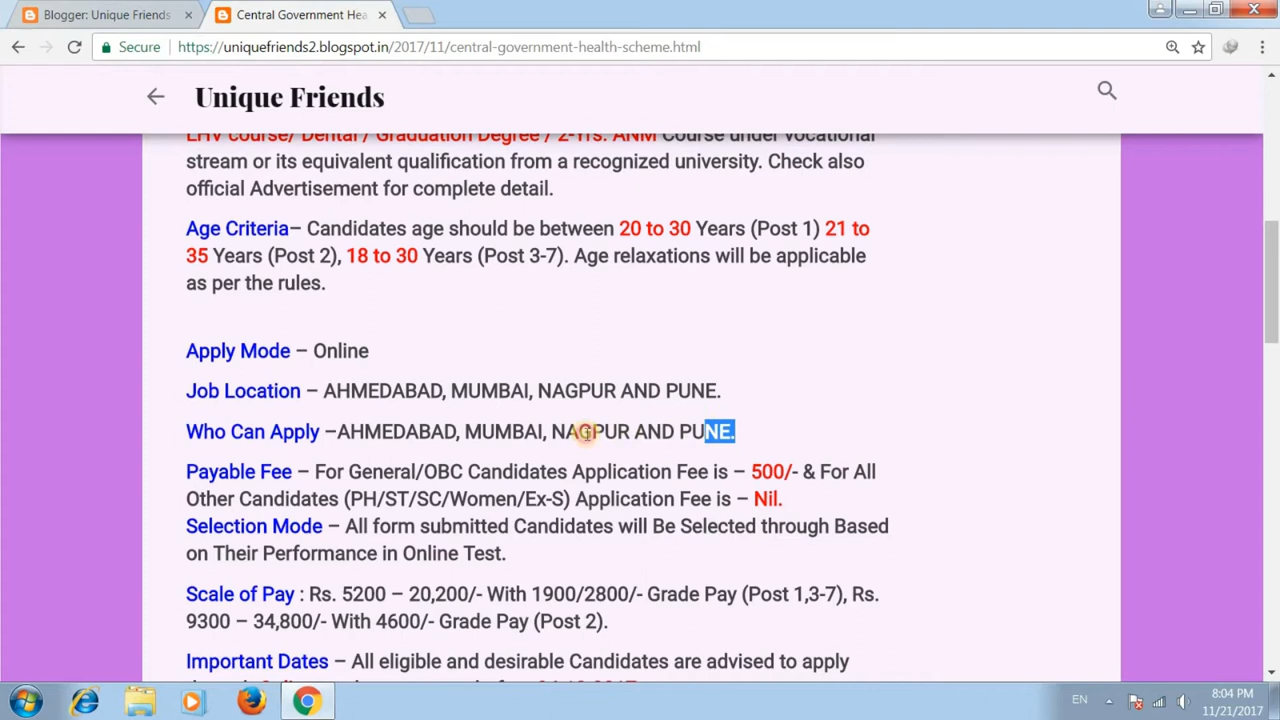 Blogger: Unique Friends
Central Government Hea
Secure
https://uniquefriends2.blogspot.in/2017/11/central-government-health-scheme.html
Unique Friends
LHV course/ Dental / Graduation Degree / 2-Yrs. ANM Course under Vocational
stream or its equivalent qualification from a recognized university. Check also
official Advertisement for complete detail.
Age Criteria– Candidates age should be between 20 to 30 Years (Post 1) 21 to
35 Years (Post 2), 18 to 30 Years (Post 3-7). Age relaxations will be applicable
as per the rules.
Apply Mode – Online
Job Location – AHMEDABAD, MUMBAI, NAGPUR AND PUNE.
Who Can Apply –AHMEDABAD, MUMBAI, NAGPUR AND PUNE.
Payable Fee – For General/OBC Candidates Application Fee is – 500/- & For All
Other Candidates (PH/ST/SC/Women/Ex-S) Application Fee is – Nil.
Selection Mode – All form submitted Candidates will Be Selected through Based
on Their Performance in Online Test.
Scale of Pay : Rs. 5200 – 20,200/- With 1900/2800/- Grade Pay (Post 1,3-7), Rs.
9300 – 34,800/- With 4600/- Grade Pay (Post 2).
Important Dates – All eligible and desirable Candidates are advised to apply
EN
8:04 PM
11/21/2017